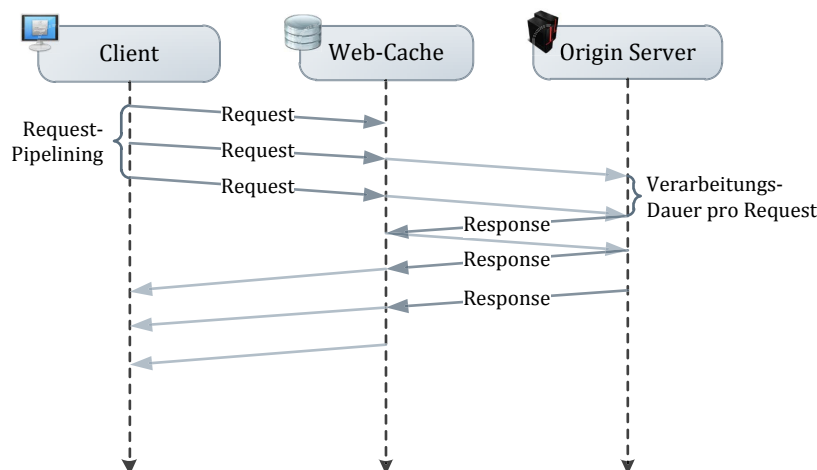 Client
Web-Cache
Origin Server
Request-
Pipelining
Request
Request
Request
Verarbeitungs-
Dauer pro Request
Response
Response
Response